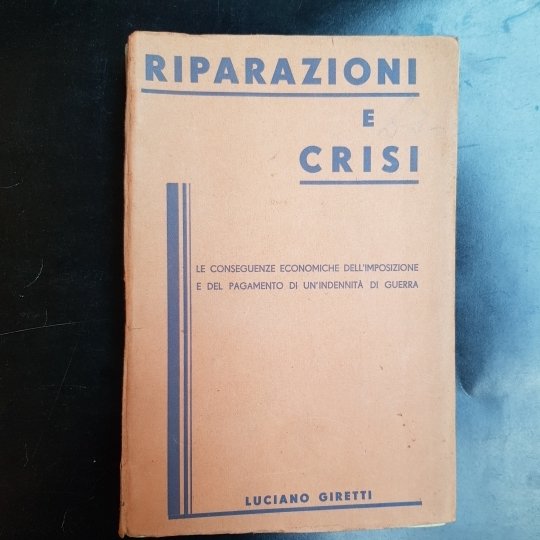 RIPARAZIONI
E
CRISI
LE CONSEGUENZE ECONOMICHE DELL'IMPOSIZIONE
E DEL PAGAMENTO DI UN'INDENNITÀ DI GUERRA
LUCIANO GIRETTI